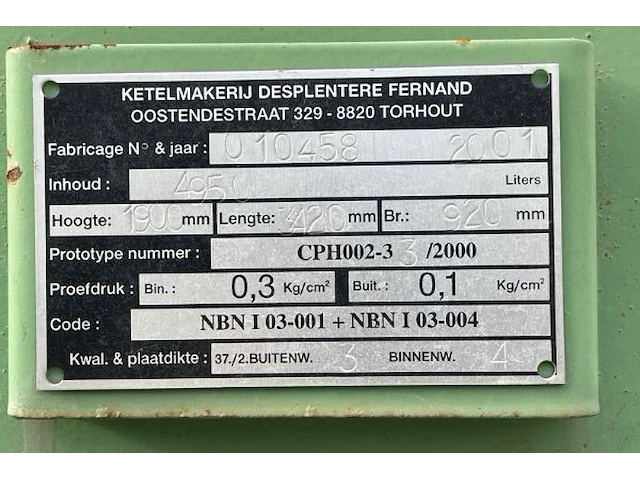 KETELMAKERIJ DESPLENTERE FERNAND
OOSTENDESTRAAT 329 - 8820 TORHOUT
Fabricage N° & jaar: 010458 2001
Inhoud : 4950 Liters
Hoogte: 1900 mm Lengte: 3420 mm Br.: 920 mm
Prototype nummer : CPH002-3 3 /2000
Proefdruk : Bin. : 0,3 Kg/cm² Buit. : 0,1 Kg/cm²
Code : NBN I 03-001 + NBN I 03-004
Kwal. & plaatdikte : 37./2.BUITENW. 3 BINNENW. 4